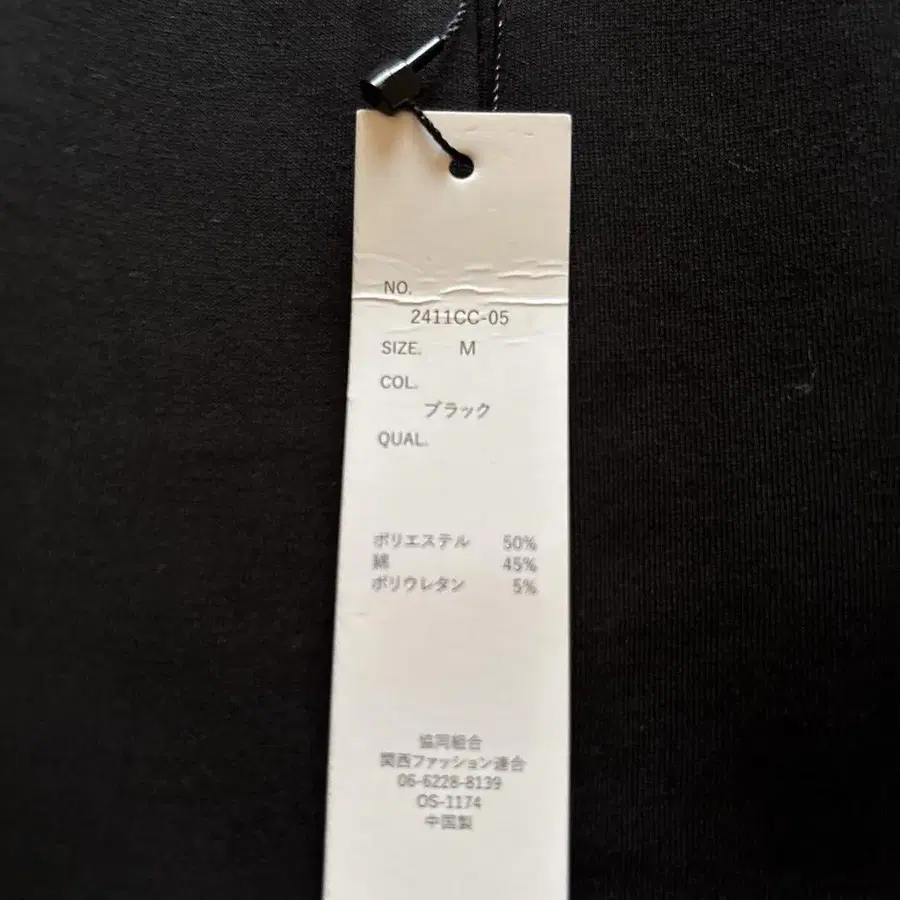 NO.
2411CC-05
SIZE. M
COL.
ブラック
QUAL.
ポリエステル 50%
綿 45%
ポリウレタン 5%
協同組合
関西ファッション連合
06-6228-8139
OS-1174
中国製